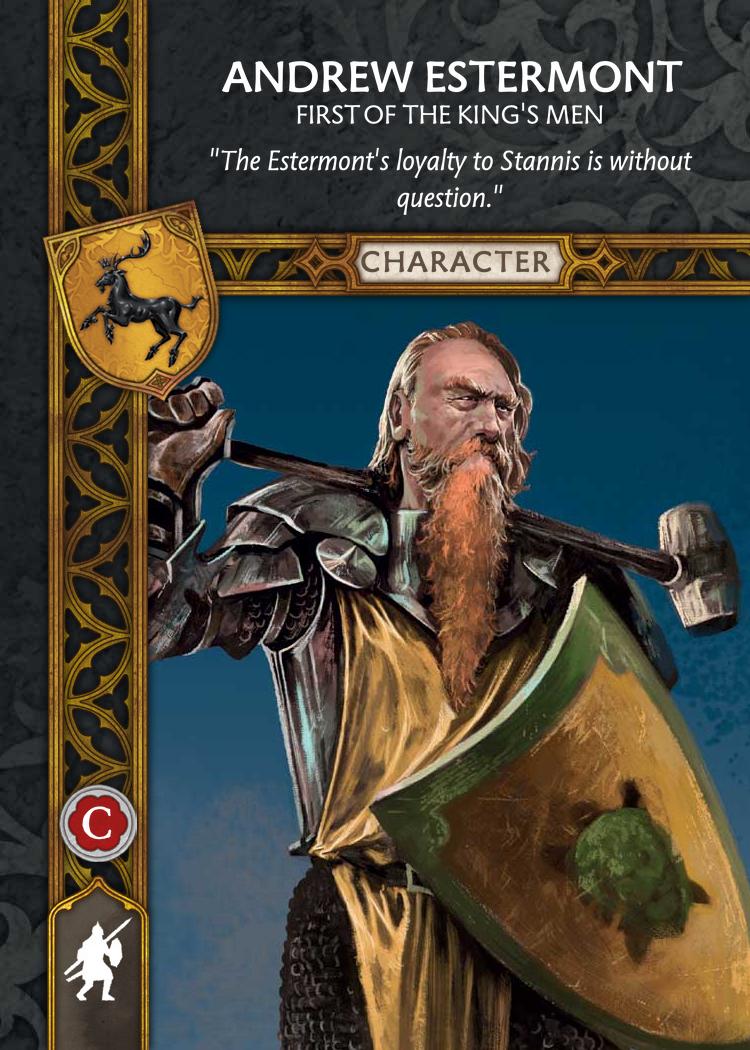 ANDREW ESTERMONT
FIRST OF THE KING'S MEN
"The Estermont's loyalty to Stannis is without
question."
CHARACTER
C